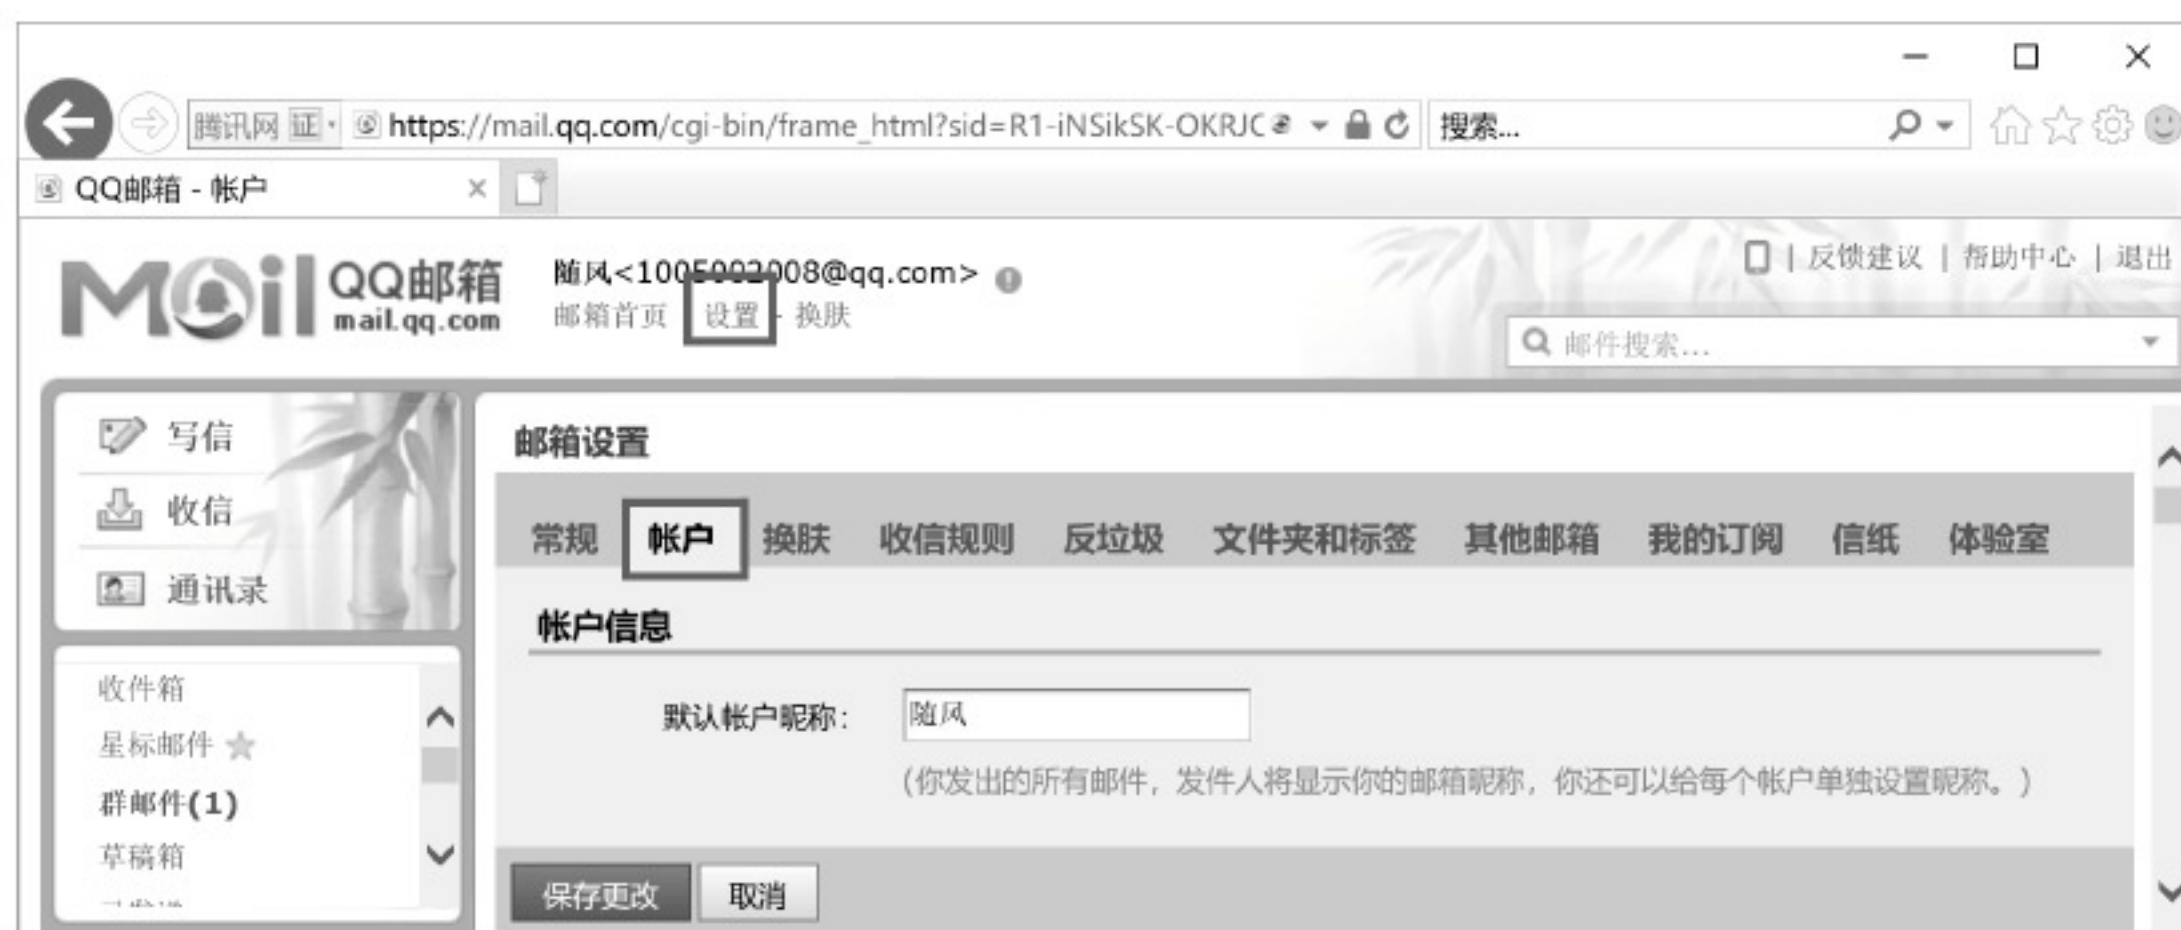 腾讯网 证 https://mail.qq.com/cgi-bin/frame_html?sid=R1-iNSikSK-OKRJC 搜索...
QQ邮箱 - 帐户
Mail QQ邮箱 mail.qq.com
随风<1005002008@qq.com>
邮箱首页 设置 - 换肤
| 反馈建议 | 帮助中心 | 退出
邮件搜索...
写信
收信
通讯录
收件箱
星标邮件
群邮件(1)
草稿箱
邮箱设置
常规 帐户 换肤 收信规则 反垃圾 文件夹和标签 其他邮箱 我的订阅 信纸 体验室
帐户信息
默认帐户昵称: 随风
(你发出的所有邮件，发件人将显示你的邮箱昵称，你还可以给每个帐户单独设置昵称。)
保存更改 取消